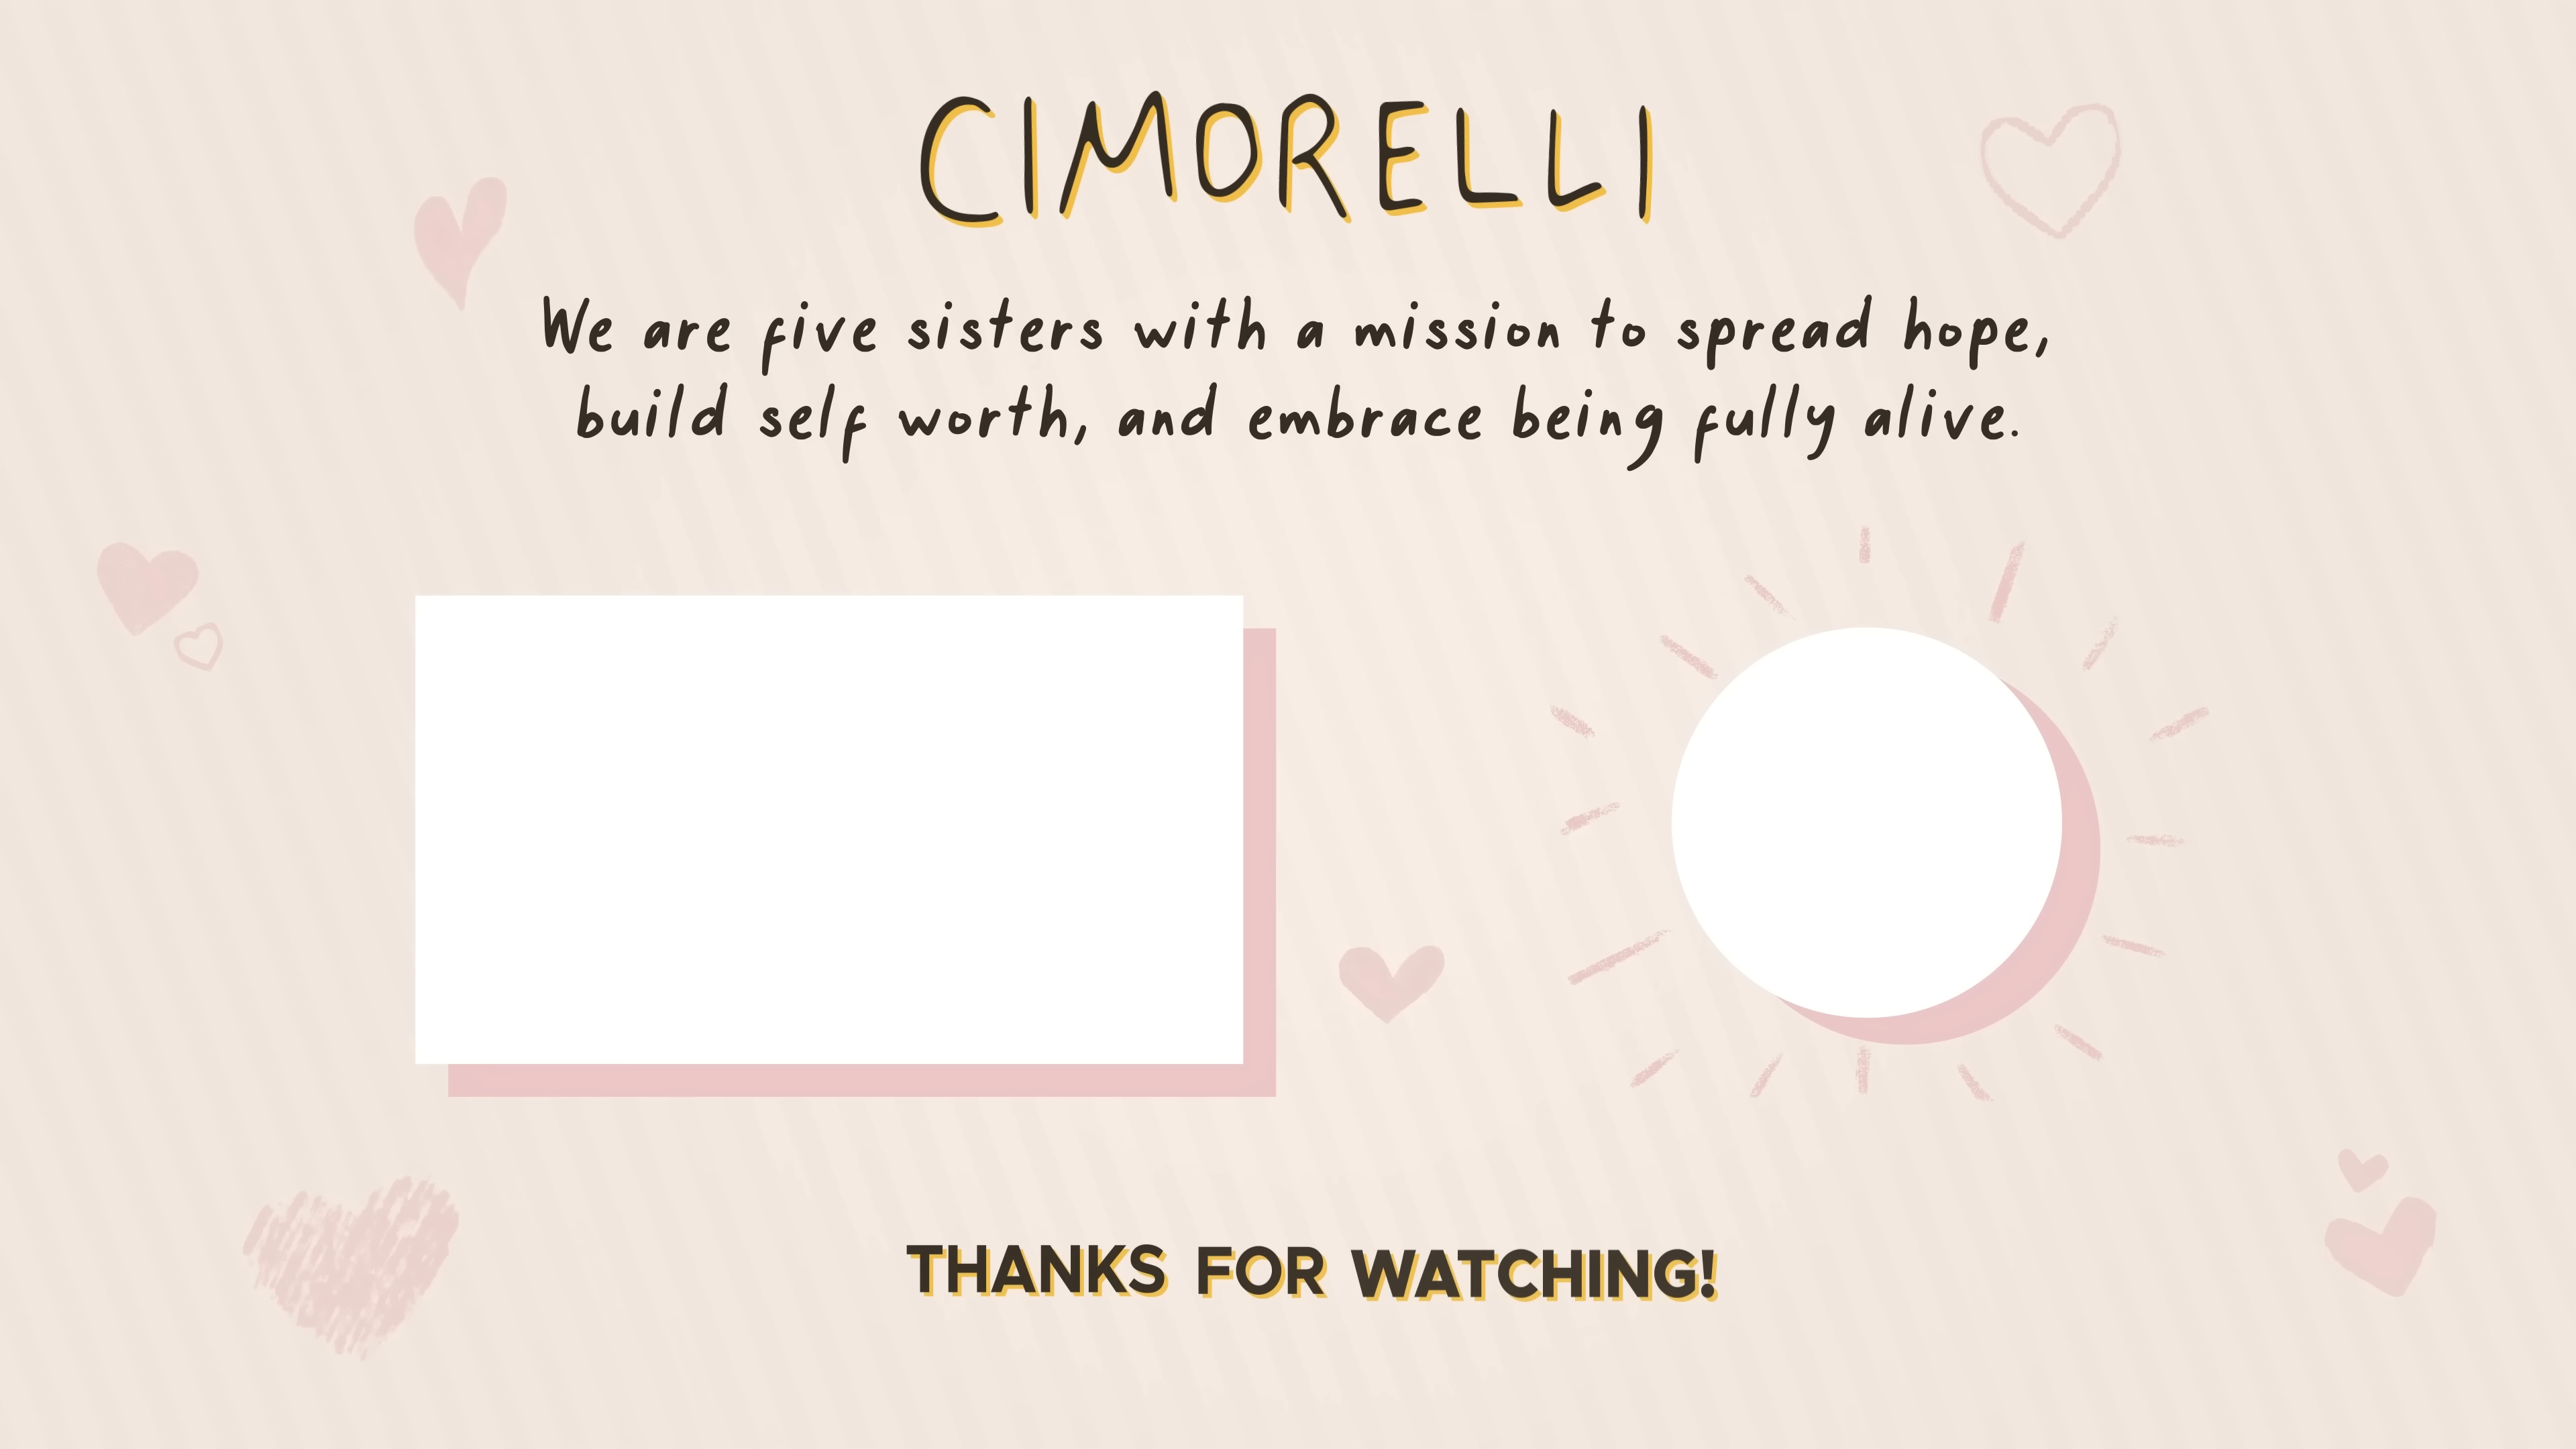 CIMORELLI
We are five sisters with a mission to spread hope,
build self worth, and embrace being fully alive.
THANKS FOR WATCHING!